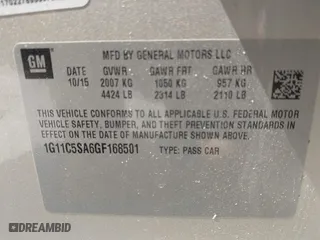 GM
MFD BY GENERAL MOTORS LLC
DATE GVWR GAWR FRT GAWR RR
10/15 2007 KG 1050 KG 957 KG
4424 LB 2314 LB 2110 LB
THIS VEHICLE CONFORMS TO ALL APPLICABLE U.S. FEDERAL MOTOR
VEHICLE SAFETY, BUMPER, AND THEFT PREVENTION STANDARDS
IN EFFECT ON THE DATE OF MANUFACTURE SHOWN ABOVE.
1G11C5SA6GF168501 TYPE: PASS CAR
DREAMBID